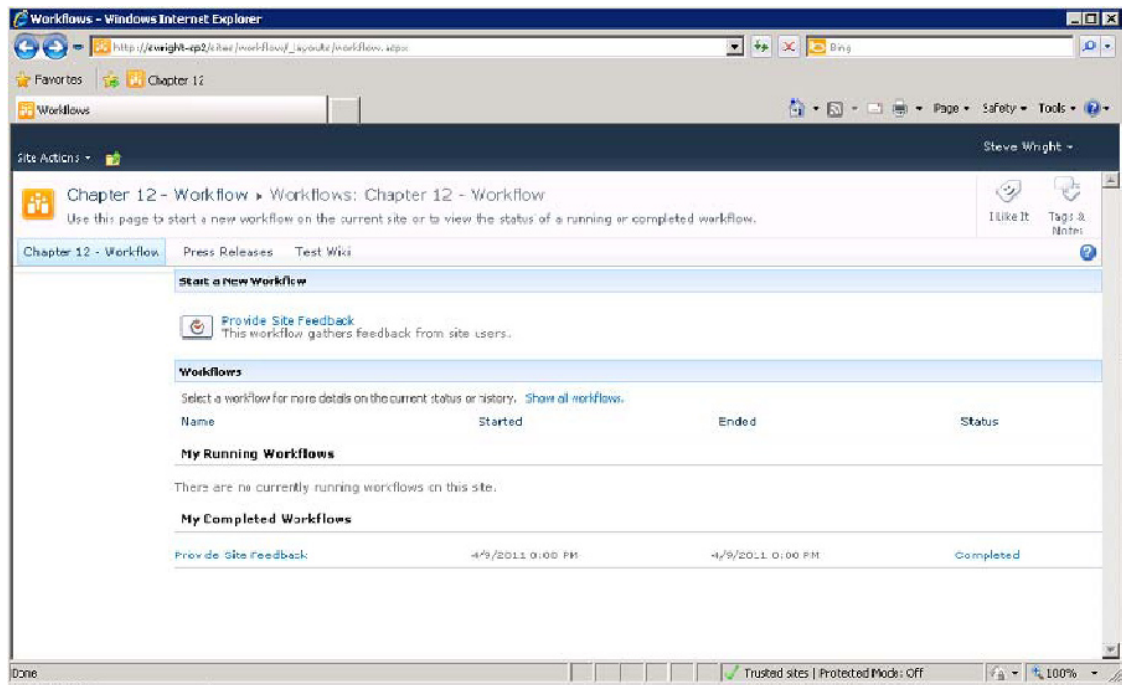 Workflows - Windows Internet Explorer
Bing
Favorites Chapter 12
Workflows
Page Safety Tools
Site Actions Steve Wright
Chapter 12 - Workflow Workflows: Chapter 12 - Workflow
Use this page to start a new workflow on the current site or to view the status of a running or completed workflow.
I Like It Tags & Notes
Chapter 12 - Workflow Press Releases Test Wiki
Start a New Workflow
Provide Site Feedback
This workflow gathers feedback from site users.
Workflows
Select a workflow for more details on the current status or history. Show all workflows.
Name Started Ended Status
My Running Workflows
There are no currently running workflows on this site.
My Completed Workflows
Provide Site Feedback 4/9/2011 PM 4/9/2011 PM Completed
Done Trusted sites | Protected Mode: Off 100%